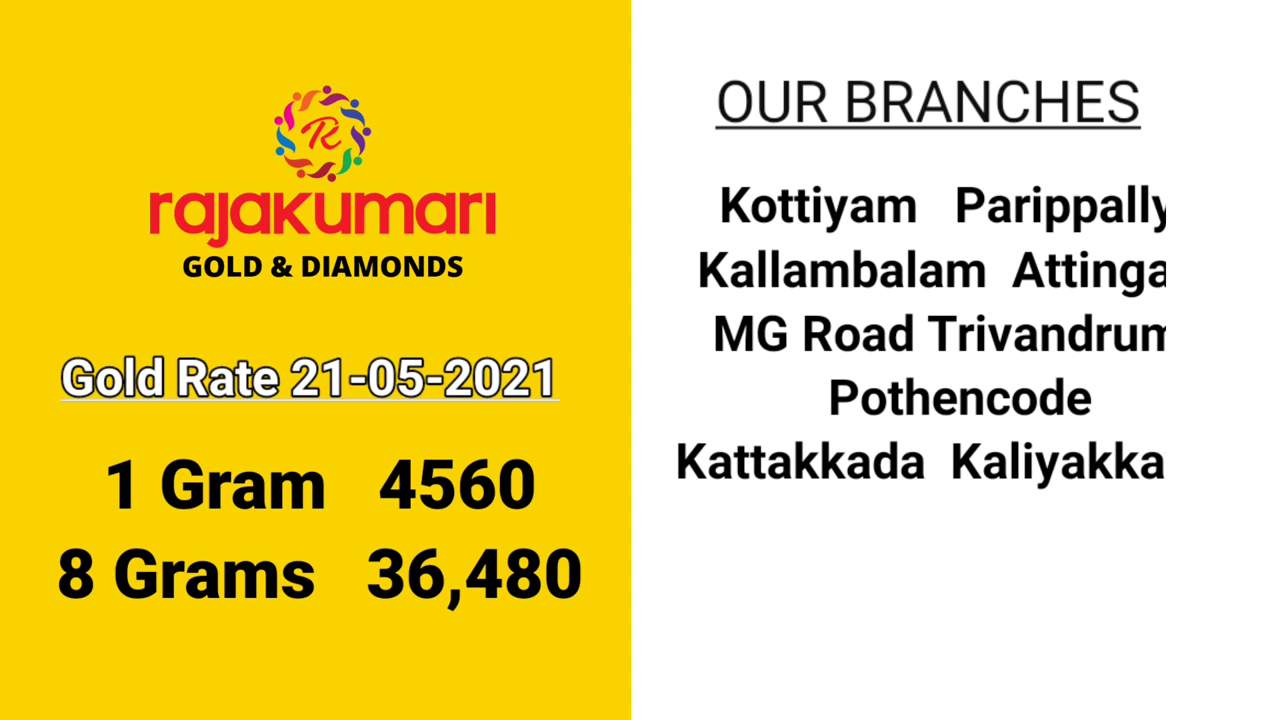 rajakumari
GOLD & DIAMONDS
Gold Rate 21-05-2021
1 Gram 4560
8 Grams 36,480
OUR BRANCHES
Kottiyam Parippally
Kallambalam Attinga
MG Road Trivandrum
Pothencode
Kattakkada Kaliyakka